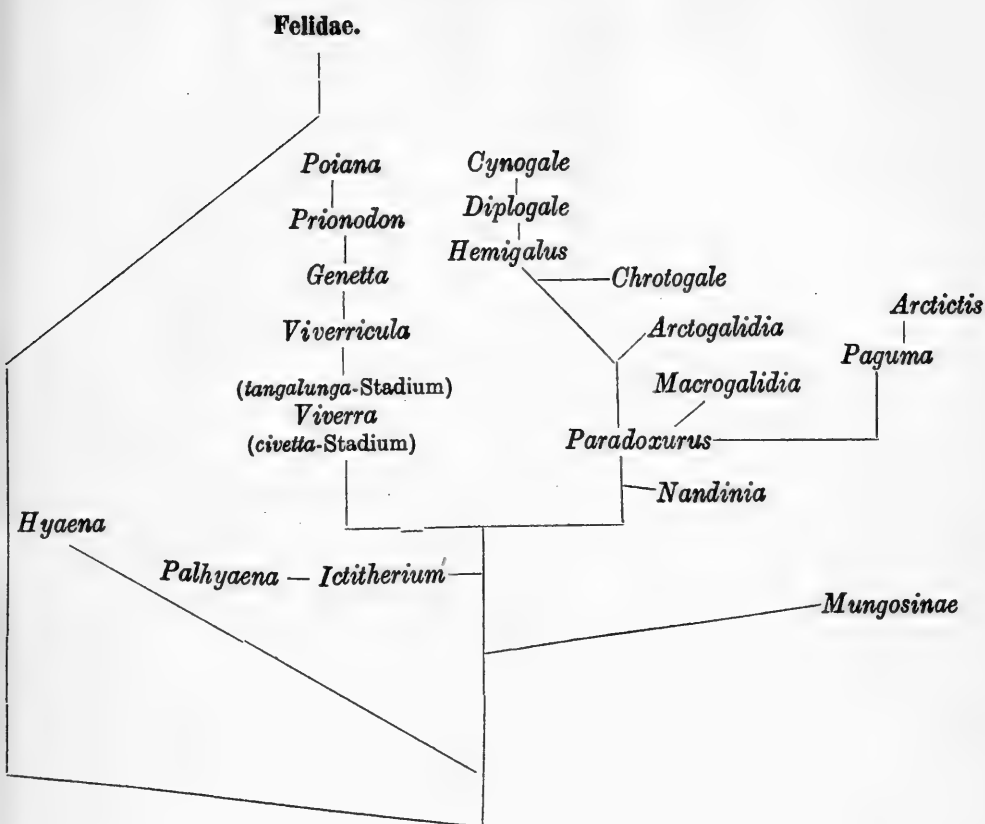 Felidae.
Poiana
Cynogale
Prionodon
Diplogale
Hemigalus
Genetta
Chrotogale
Arctictis
Viverricula
Arctogalidia
Paguma
(tangalunga-Stadium)
Macrogalidia
Viverra
(civetta-Stadium)
Paradoxurus
Nandinia
Hyaena
Palhyaena — Ictitherium
Mungosinae